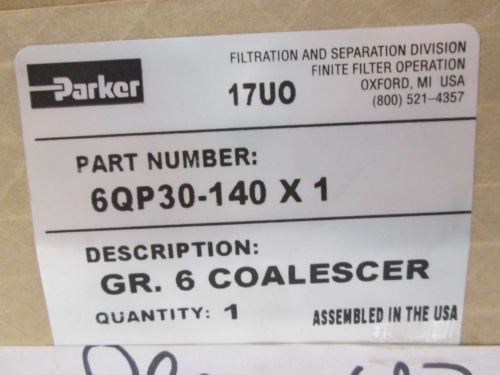 Parker
FILTRATION AND SEPARATION DIVISION
FINITE FILTER OPERATION
OXFORD, MI USA
(800) 521-4357
17UO
PART NUMBER:
6QP30-140 X 1
DESCRIPTION:
GR. 6 COALESCER
QUANTITY: 1
ASSEMBLED IN THE USA